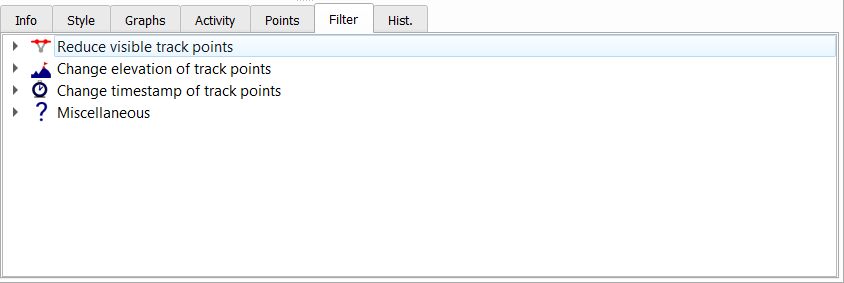 Info Style Graphs Activity Points Filter Hist.
Reduce visible track points
Change elevation of track points
Change timestamp of track points
? Miscellaneous